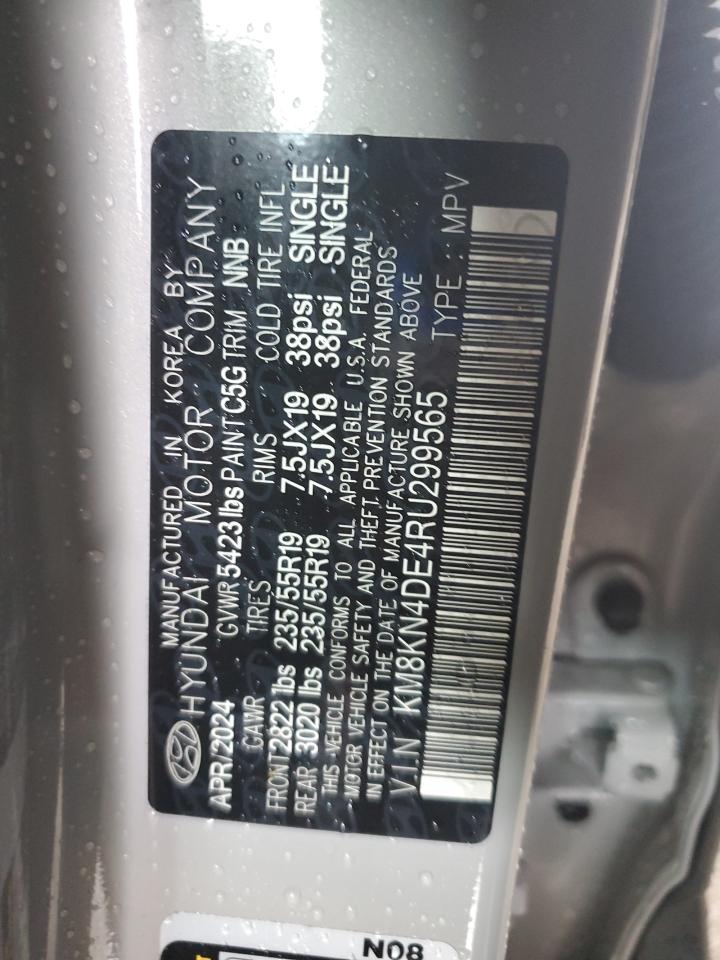 MANUFACTURED IN KOREA BY
HYUNDAI MOTOR COMPANY
APR/2024 GVWR 5423 lbs PAINT C5G TRIM NNB
GAWR TIRES RIMS COLD TIRE INFL
FRONT 2822 lbs 235/55R19 7.5JX19 38psi SINGLE
REAR 3020 lbs 235/55R19 7.5JX19 38psi SINGLE
THIS VEHICLE CONFORMS TO ALL APPLICABLE U.S.A. FEDERAL
MOTOR VEHICLE SAFETY AND THEFT PREVENTION STANDARDS
IN EFFECT ON THE DATE OF MANUFACTURE SHOWN ABOVE
V.I.N KM8KN4DE4RU299565 TYPE : MPV
N08